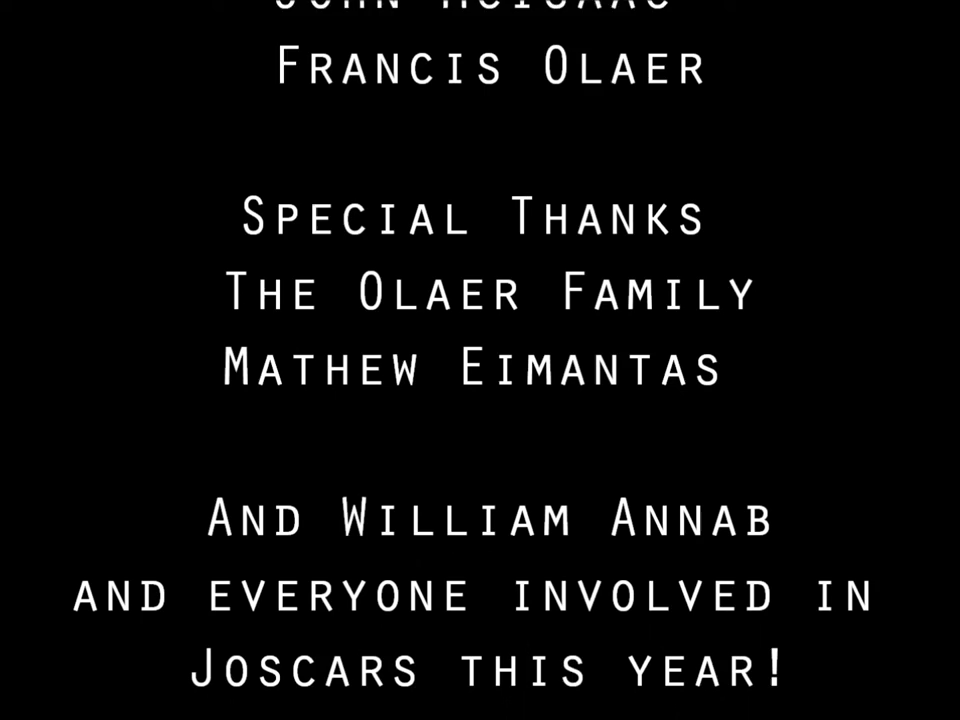 Francis Olaer
Special Thanks
The Olaer Family
Mathew Eimantas
And William Annab
and everyone involved in
Joscars this year!